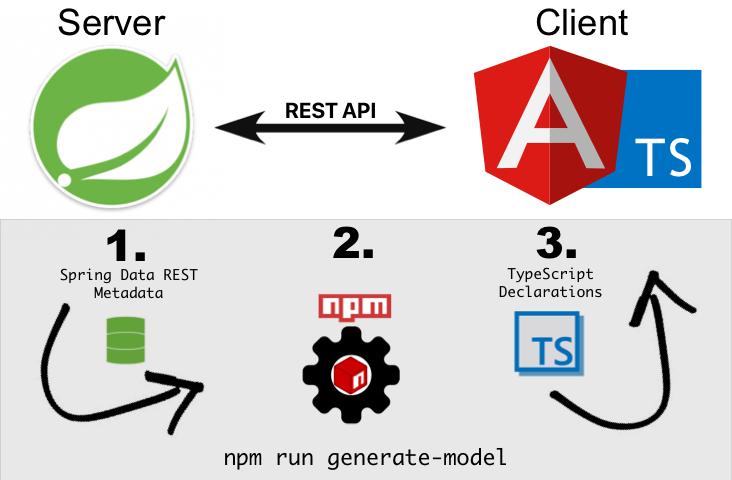 Server
Client
REST API
A
TS
1.
2.
3.
Spring Data REST
Metadata
npm
n
TypeScript
Declarations
TS
npm run generate-model